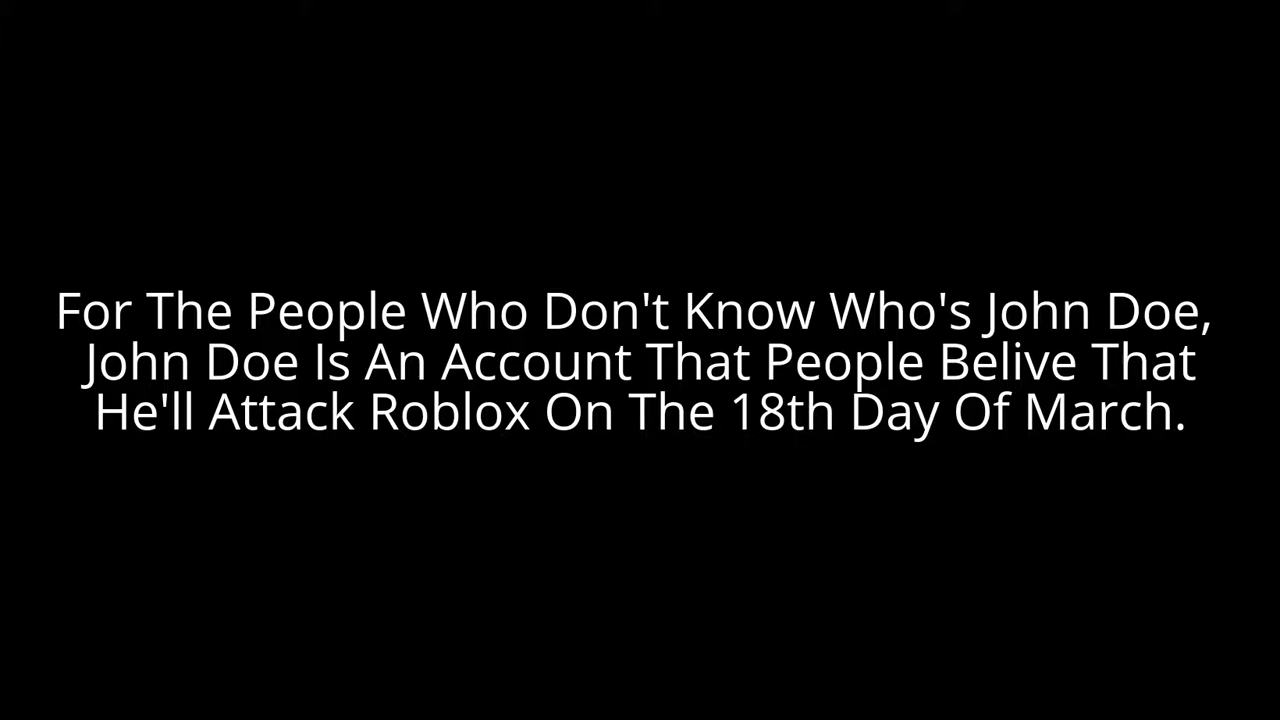 For The People Who Don't Know Who's John Doe,
John Doe Is An Account That People Belive That
He'll Attack Roblox On The 18th Day Of March.